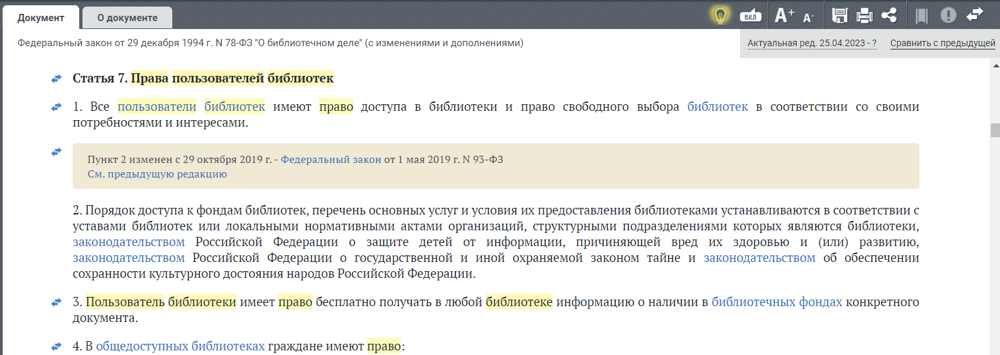 Документ О документе ВКЛ A+ A-
Федеральный закон от 29 декабря 1994 г. N 78-ФЗ "О библиотечном деле" (с изменениями и дополнениями) Актуальная ред. 25.04.2023 - ? Сравнить с предыдущей
Статья 7. Права пользователей библиотек
1. Все пользователи библиотек имеют право доступа в библиотеки и право свободного выбора библиотек в соответствии со своими
потребностями и интересами.
Пункт 2 изменен с 29 октября 2019 г. - Федеральный закон от 1 мая 2019 г. N 93-ФЗ
См. предыдущую редакцию
2. Порядок доступа к фондам библиотек, перечень основных услуг и условия их предоставления библиотеками устанавливаются в соответствии с
уставами библиотек или локальными нормативными актами организаций, структурными подразделениями которых являются библиотеки,
законодательством Российской Федерации о защите детей от информации, причиняющей вред их здоровью и (или) развитию,
законодательством Российской Федерации о государственной и иной охраняемой законом тайне и законодательством об обеспечении
сохранности культурного достояния народов Российской Федерации.
3. Пользователь библиотеки имеет право бесплатно получать в любой библиотеке информацию о наличии в библиотечных фондах конкретного
документа.
4. В общедоступных библиотеках граждане имеют право: